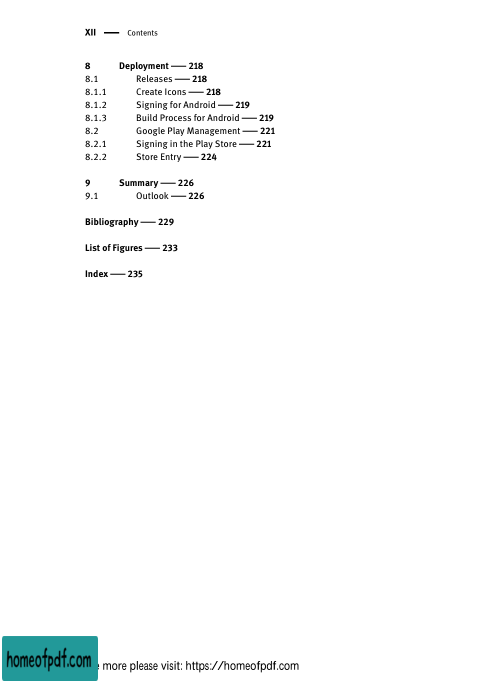 XII — Contents
8 Deployment — 218
8.1 Releases — 218
8.1.1 Create Icons — 218
8.1.2 Signing for Android — 219
8.1.3 Build Process for Android — 219
8.2 Google Play Management — 221
8.2.1 Signing in the Play Store — 221
8.2.2 Store Entry — 224
9 Summary — 226
9.1 Outlook — 226
Bibliography — 229
List of Figures — 233
Index — 235
homeofpdf.com
more please visit: https://homeofpdf.com